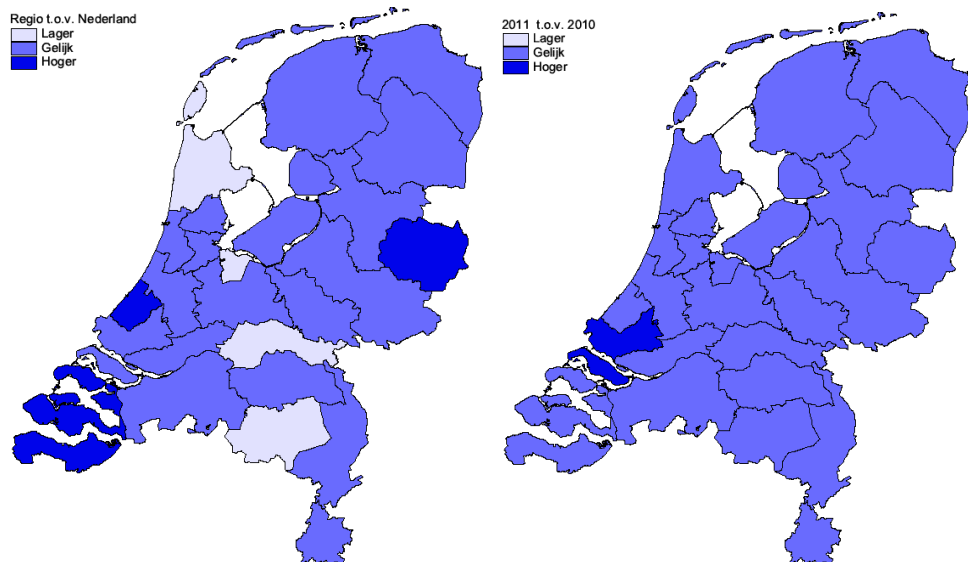 Regio t.o.v. Nederland
Lager
Gelijk
Hoger
2011 t.o.v. 2010
Lager
Gelijk
Hoger